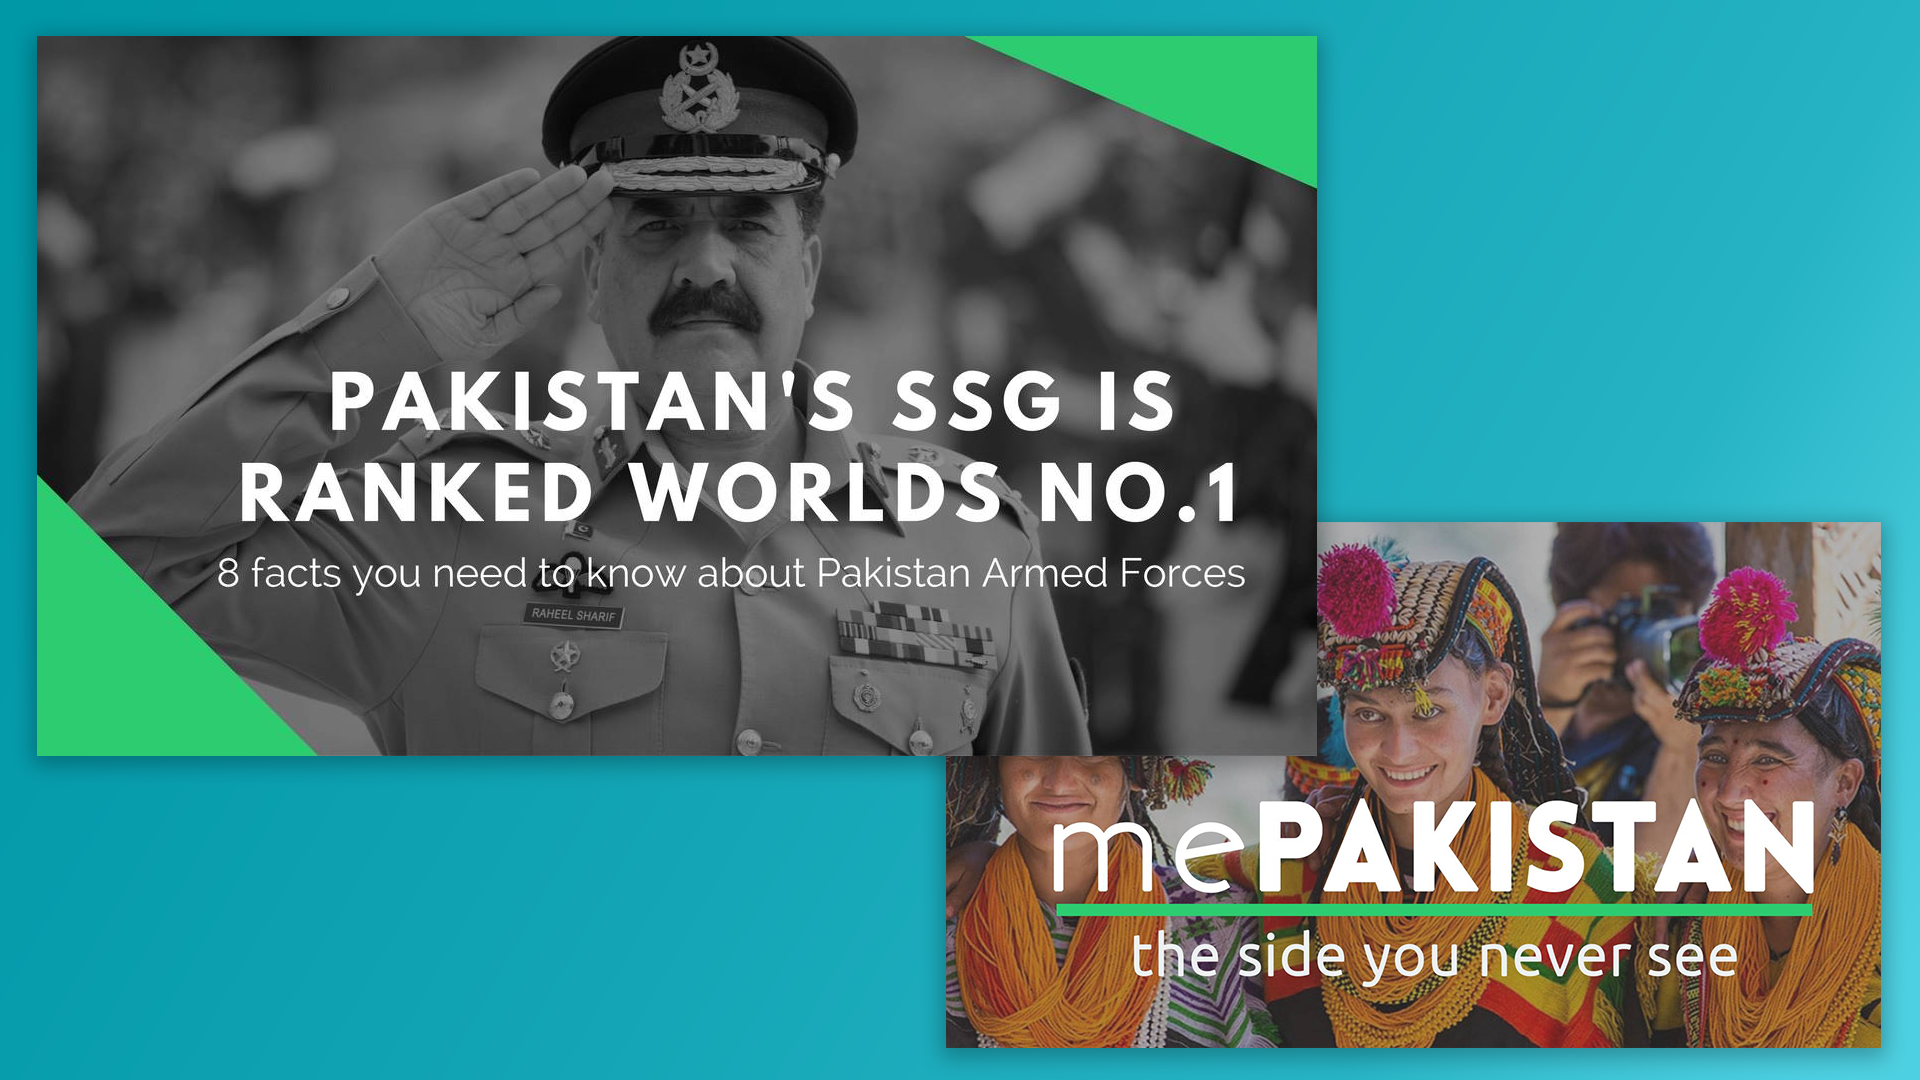 PAKISTAN'S SSG IS
RANKED WORLDS NO.1
8 facts you need to know about Pakistan Armed Forces
RAHEEL SHARIF
mePAKISTAN
the side you never see